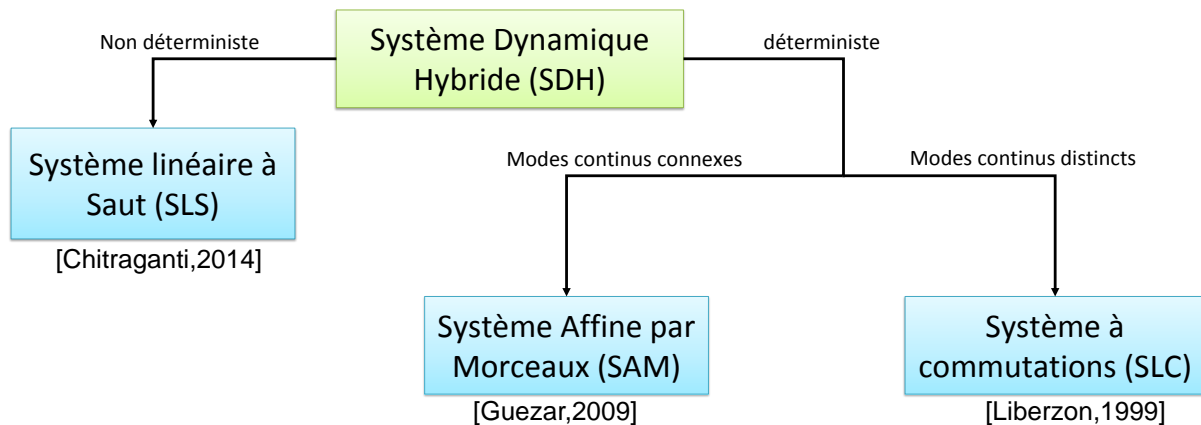 Non déterministe
Système Dynamique
Hybride (SDH)
déterministe
Système linéaire à
Saut (SLS)
[Chitraganti,2014]
Modes continus connexes
Modes continus distincts
Système Affine par
Morceaux (SAM)
[Guezar,2009]
Système à
commutations (SLC)
[Liberzon,1999]